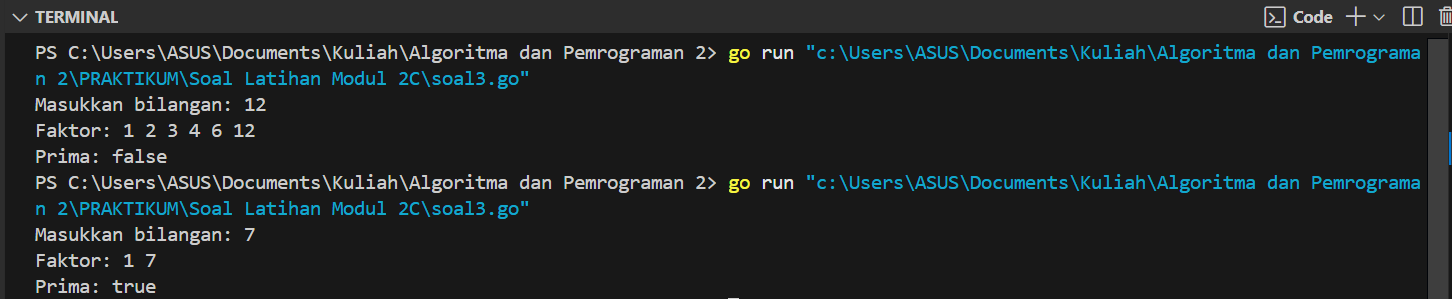 TERMINAL
Code
PS C:\Users\ASUS\Documents\Kuliah\Algoritma dan Pemrograman 2> go run "c:\Users\ASUS\Documents\Kuliah\Algoritma dan Pemrograma
n 2\PRAKTIKUM\Soal Latihan Modul 2C\soal3.go"
Masukkan bilangan: 12
Faktor: 1 2 3 4 6 12
Prima: false
PS C:\Users\ASUS\Documents\Kuliah\Algoritma dan Pemrograman 2> go run "c:\Users\ASUS\Documents\Kuliah\Algoritma dan Pemrograma
n 2\PRAKTIKUM\Soal Latihan Modul 2C\soal3.go"
Masukkan bilangan: 7
Faktor: 1 7
Prima: true